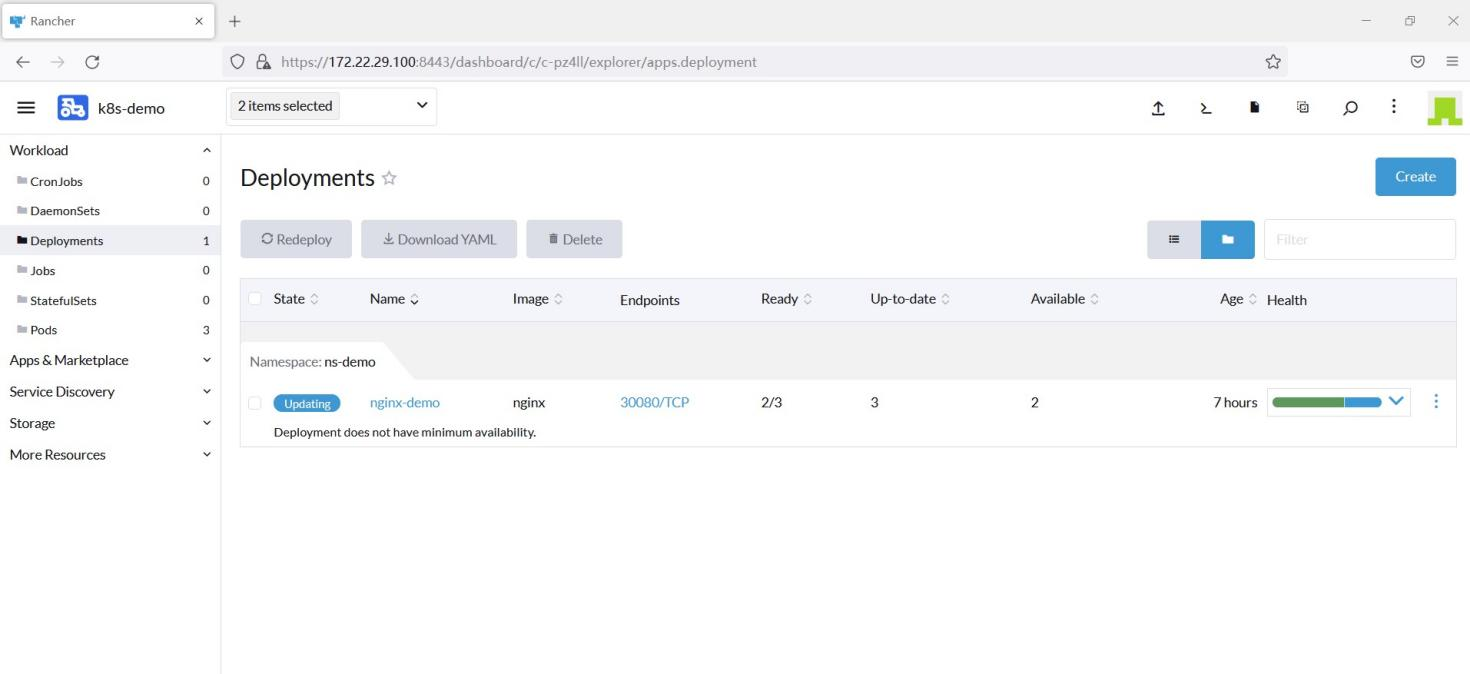 Rancher
https://172.22.29.100:8443/dashboard/c/c-pz4ll/explorer/apps.deployment
k8s-demo
2 items selected
Workload
CronJobs 0
DaemonSets 0
Deployments 1
Jobs 0
StatefulSets 0
Pods 3
Apps & Marketplace
Service Discovery
Storage
More Resources
Deployments
Create
Redeploy Download YAML Delete
Filter
State Name Image Endpoints Ready Up-to-date Available Age Health
Namespace: ns-demo
Updating nginx-demo nginx 30080/TCP 2/3 3 2 7 hours
Deployment does not have minimum availability.